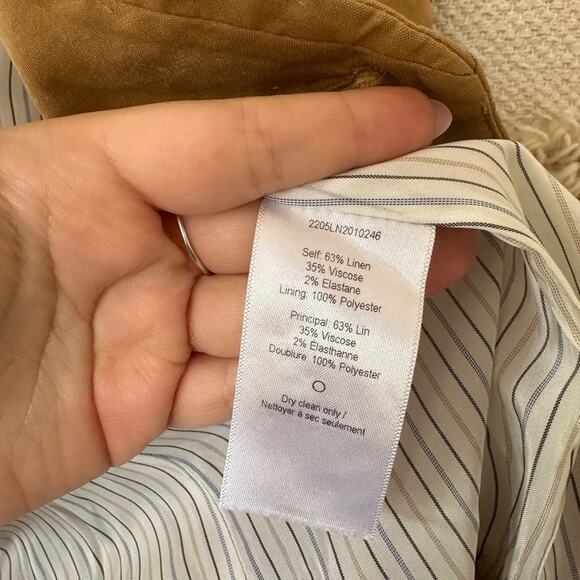 2205LN2010246
Self: 63% Linen
35% Viscose
2% Elastane
Lining: 100% Polyester
Principal: 63% Lin
35% Viscose
2% Élasthanne
Doublure: 100% Polyester
Dry clean only /
Nettoyer à sec seulement